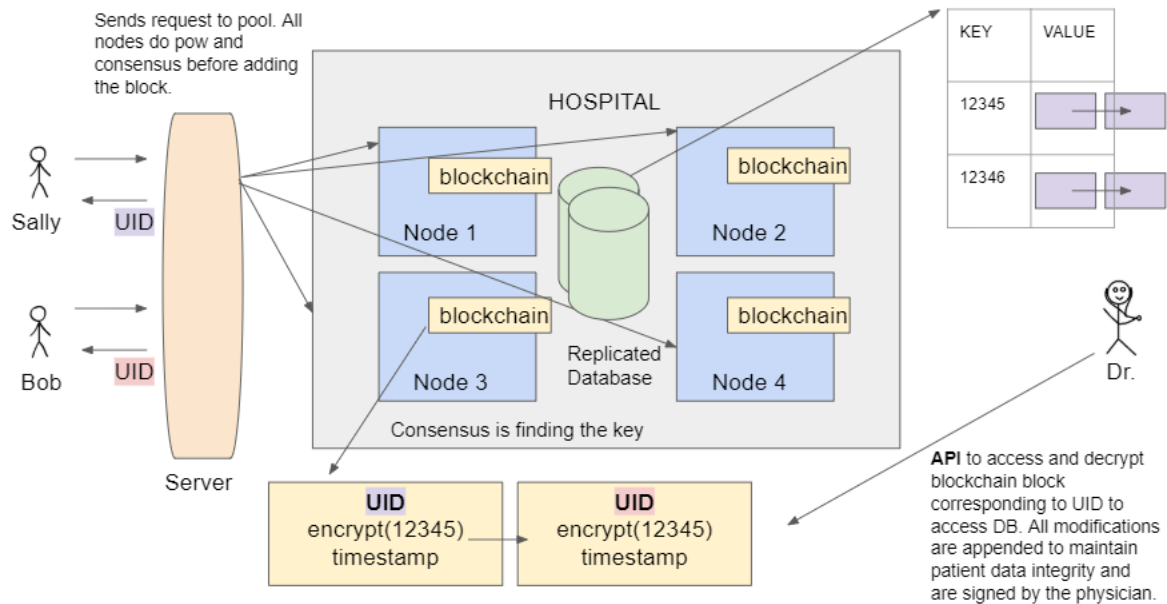 Sends request to pool. All
nodes do pow and
consensus before adding
the block.
KEY VALUE
12345
12346
HOSPITAL
blockchain
Node 1
blockchain
Node 2
Sally
UID
blockchain
Node 3
blockchain
Node 4
Replicated
Database
Bob
UID
Dr.
Consensus is finding the key
Server
UID
encrypt(12345)
timestamp
UID
encrypt(12345)
timestamp
API to access and decrypt
blockchain block
corresponding to UID to
access DB. All modifications
are appended to maintain
patient data integrity and
are signed by the physician.